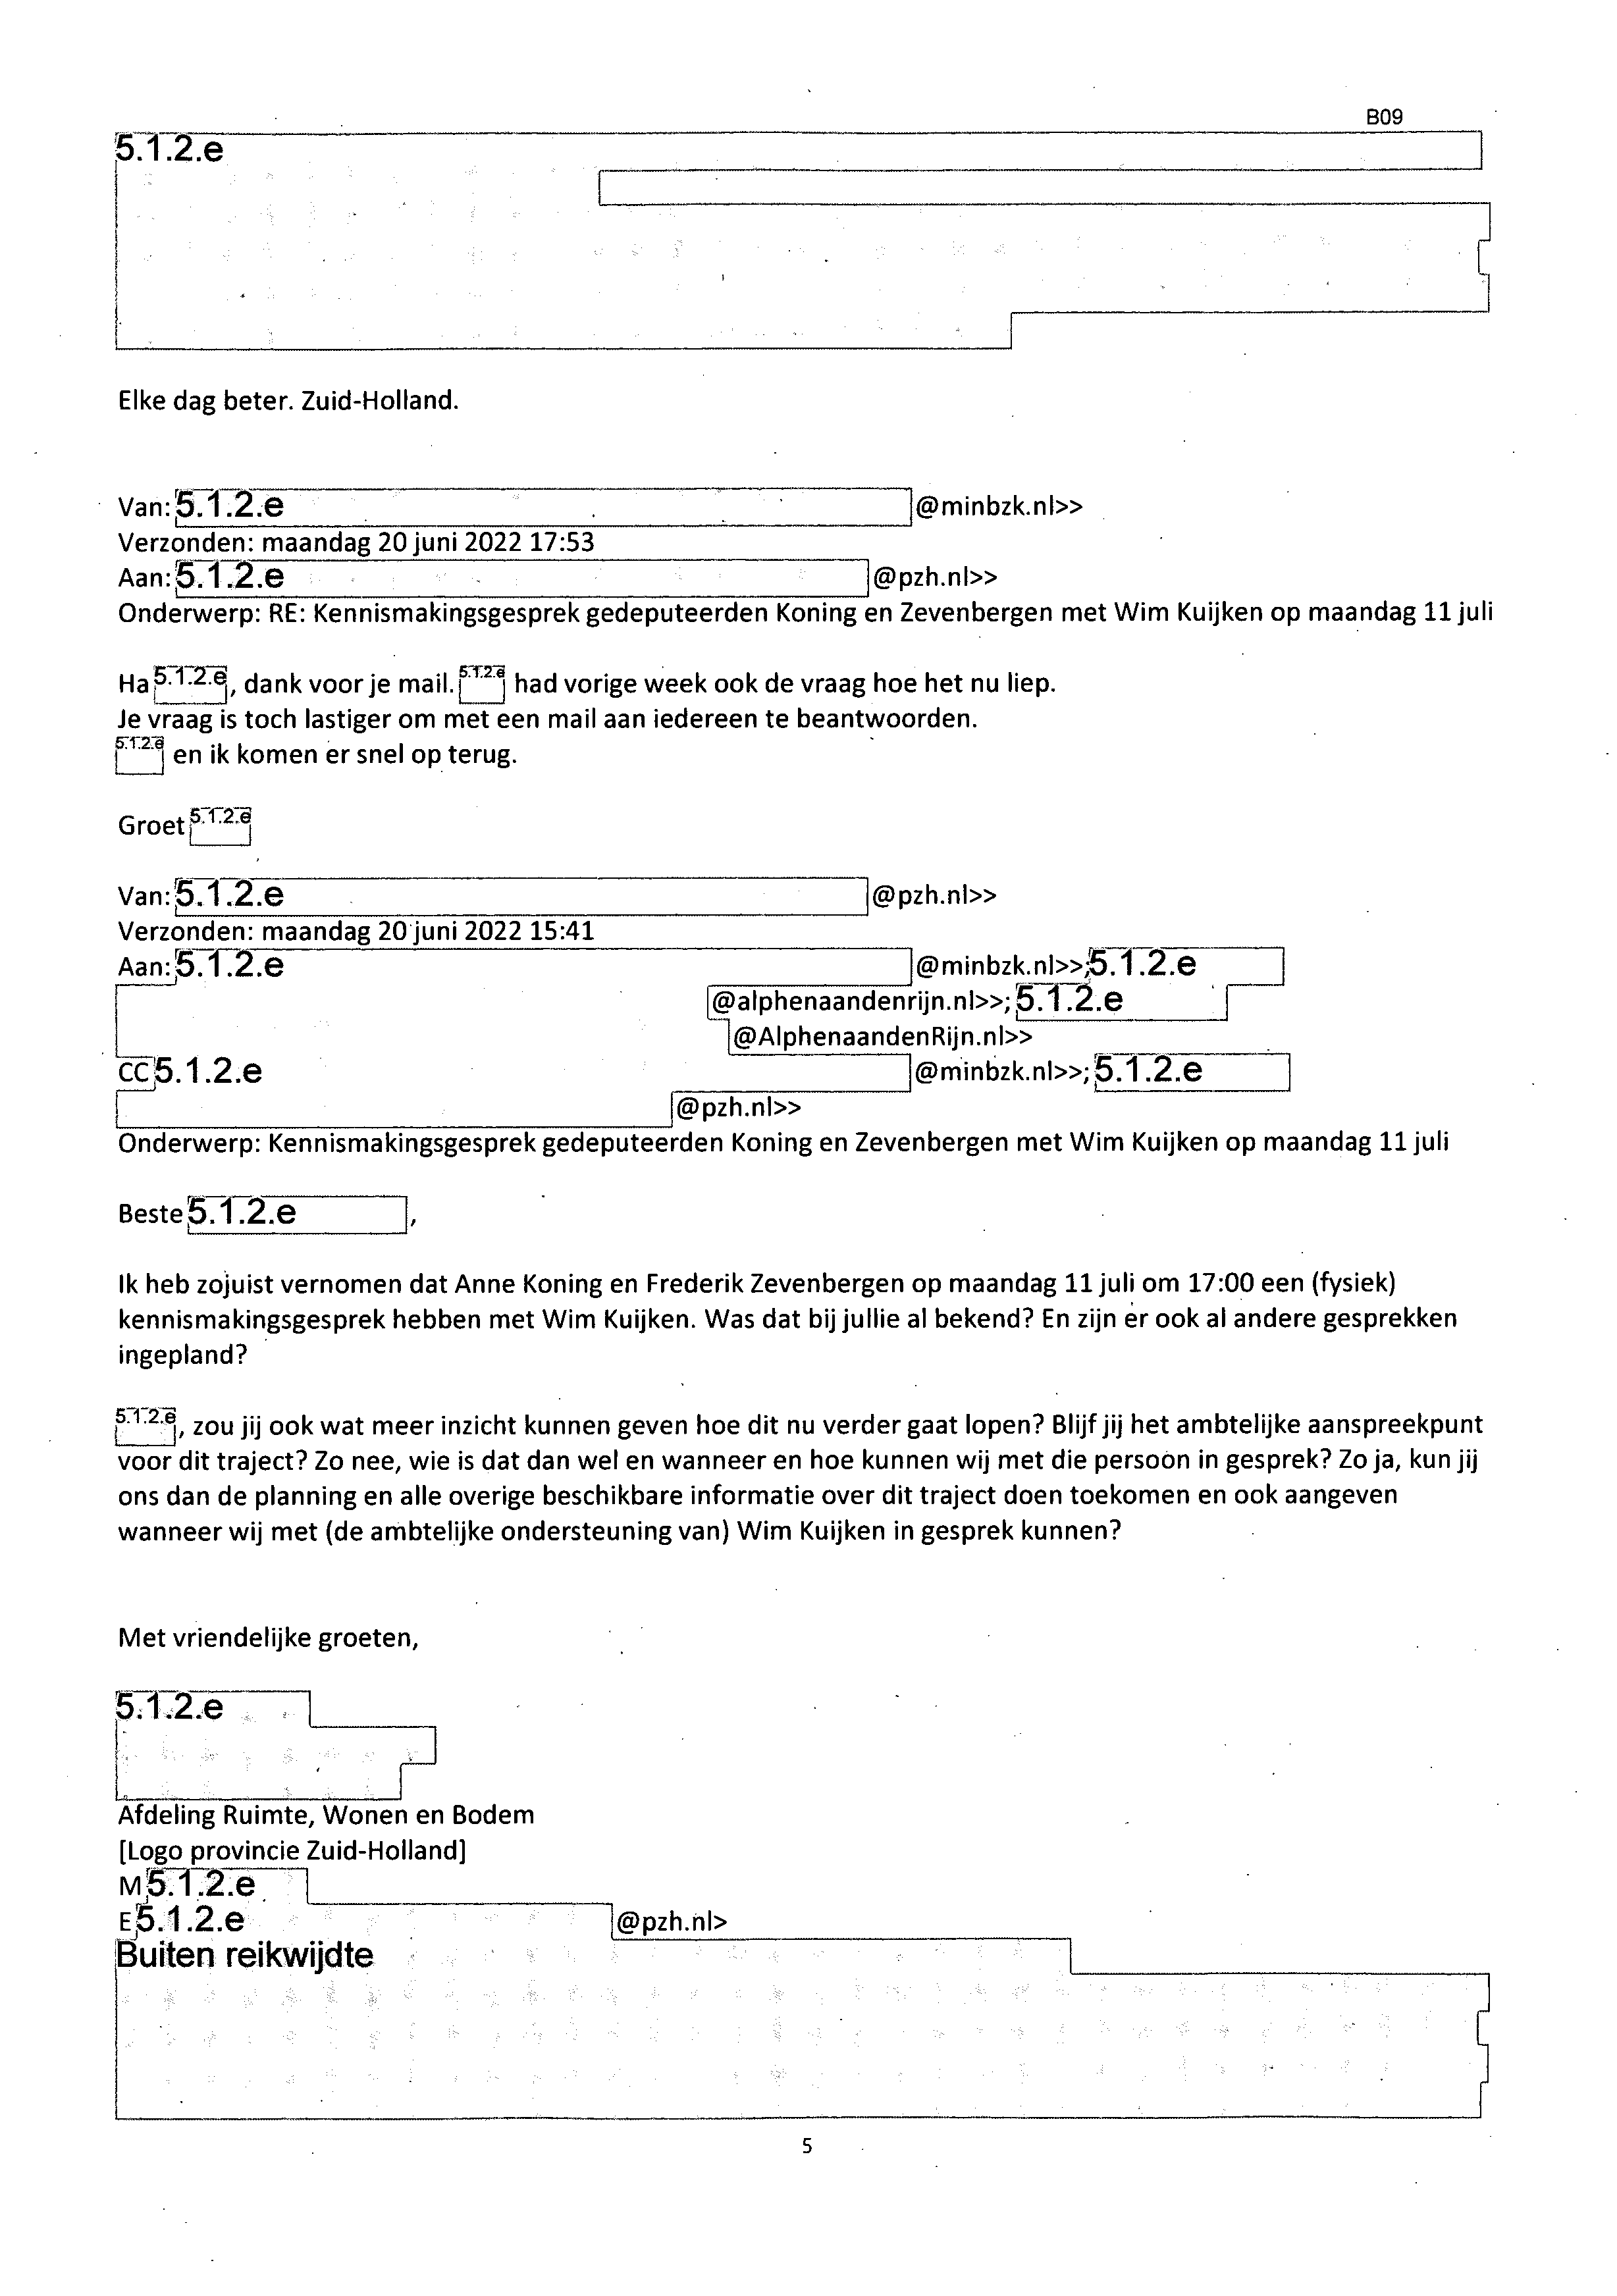 B09
5.1.2.e
Elke dag beter. Zuid-Holland.
Van: 5.1.2.e @minbzk.nl>>
Verzonden: maandag 20 juni 2022 17:53
Aan: 5.1.2.e @pzh.nl>>
Onderwerp: RE: Kennismakingsgesprek gedeputeerden Koning en Zevenbergen met Wim Kuijken op maandag 11 juli
Ha 5.1.2.e, dank voor je mail. 5.1.2.e had vorige week ook de vraag hoe het nu liep.
Je vraag is toch lastiger om met een mail aan iedereen te beantwoorden.
5.1.2.e en ik komen er snel op terug.
Groet 5.1.2.e
Van: 5.1.2.e @pzh.nl>>
Verzonden: maandag 20 juni 2022 15:41
Aan: 5.1.2.e @minbzk.nl>>; 5.1.2.e
@alphenaandenrijn.nl>>; 5.1.2.e
@AlphenaandenRijn.nl>>
CC 5.1.2.e @minbzk.nl>>; 5.1.2.e
@pzh.nl>>
Onderwerp: Kennismakingsgesprek gedeputeerden Koning en Zevenbergen met Wim Kuijken op maandag 11 juli
Beste 5.1.2.e ,
Ik heb zojuist vernomen dat Anne Koning en Frederik Zevenbergen op maandag 11 juli om 17:00 een (fysiek)
kennismakingsgesprek hebben met Wim Kuijken. Was dat bij jullie al bekend? En zijn er ook al andere gesprekken
ingepland?
5.1.2.e, zou jij ook wat meer inzicht kunnen geven hoe dit nu verder gaat lopen? Blijf jij het ambtelijke aanspreekpunt
voor dit traject? Zo nee, wie is dat dan wel en wanneer en hoe kunnen wij met die persoon in gesprek? Zo ja, kun jij
ons dan de planning en alle overige beschikbare informatie over dit traject doen toekomen en ook aangeven
wanneer wij met (de ambtelijke ondersteuning van) Wim Kuijken in gesprek kunnen?
Met vriendelijke groeten,
5.1.2.e
Afdeling Ruimte, Wonen en Bodem
[Logo provincie Zuid-Holland]
M 5.1.2.e
E 5.1.2.e @pzh.nl>
Buiten reikwijdte
5